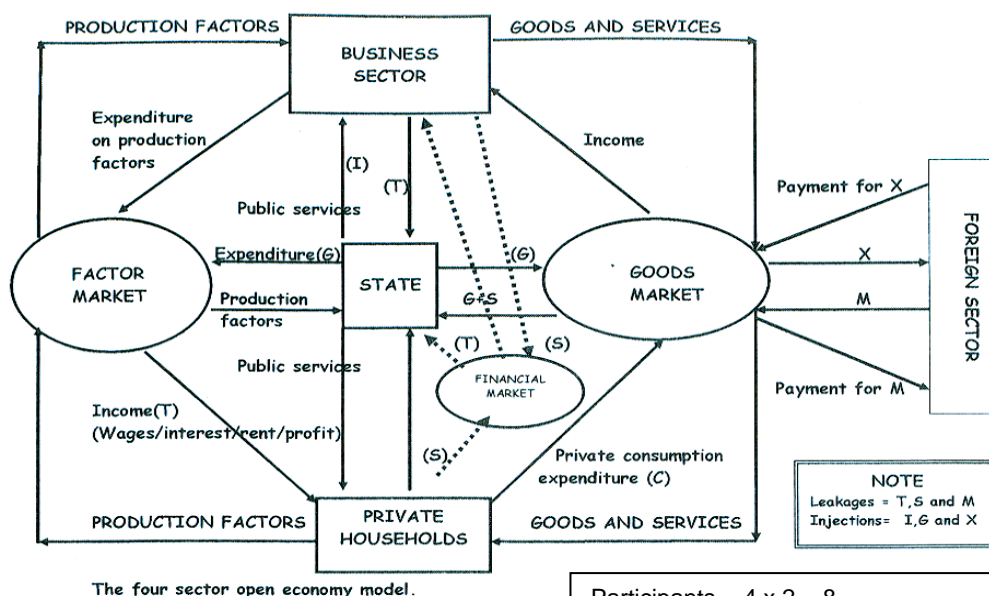 PRODUCTION FACTORS
GOODS AND SERVICES
BUSINESS
SECTOR
Expenditure
on production
factors
(I)
(T)
Income
Payment for X
Public services
Expenditure(G)
(G)
X
FACTOR
MARKET
STATE
GOODS
MARKET
FOREIGN SECTOR
Production
factors
G+S
M
Public services
(T)
(S)
FINANCIAL
MARKET
Payment for M
Income(T)
(Wages/interest/rent/profit)
(S)
Private consumption
expenditure (C)
NOTE
Leakages = T,S and M
Injections= I,G and X
PRODUCTION FACTORS
PRIVATE
HOUSEHOLDS
GOODS AND SERVICES
The four sector open economy model.